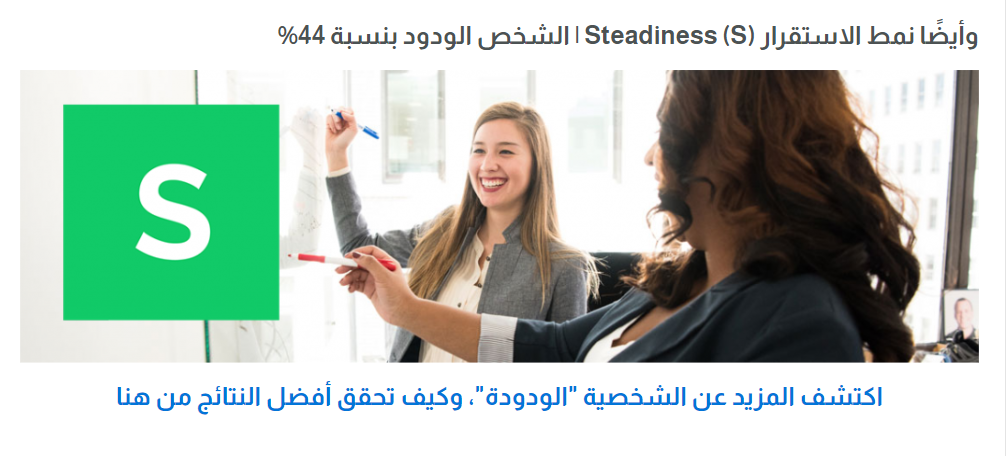 وأيضًا نمط الاستقرار Steadiness (S) | الشخص الودود بنسبة 44%
S
اكتشف المزيد عن الشخصية "الودودة"، وكيف تحقق أفضل النتائج من هنا